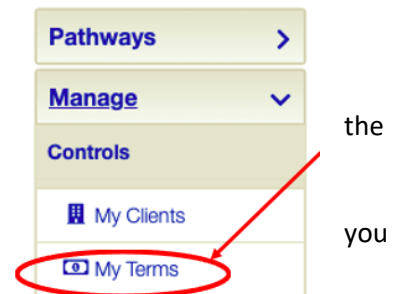 Pathways
Manage
the
Controls
My Clients
you
My Terms